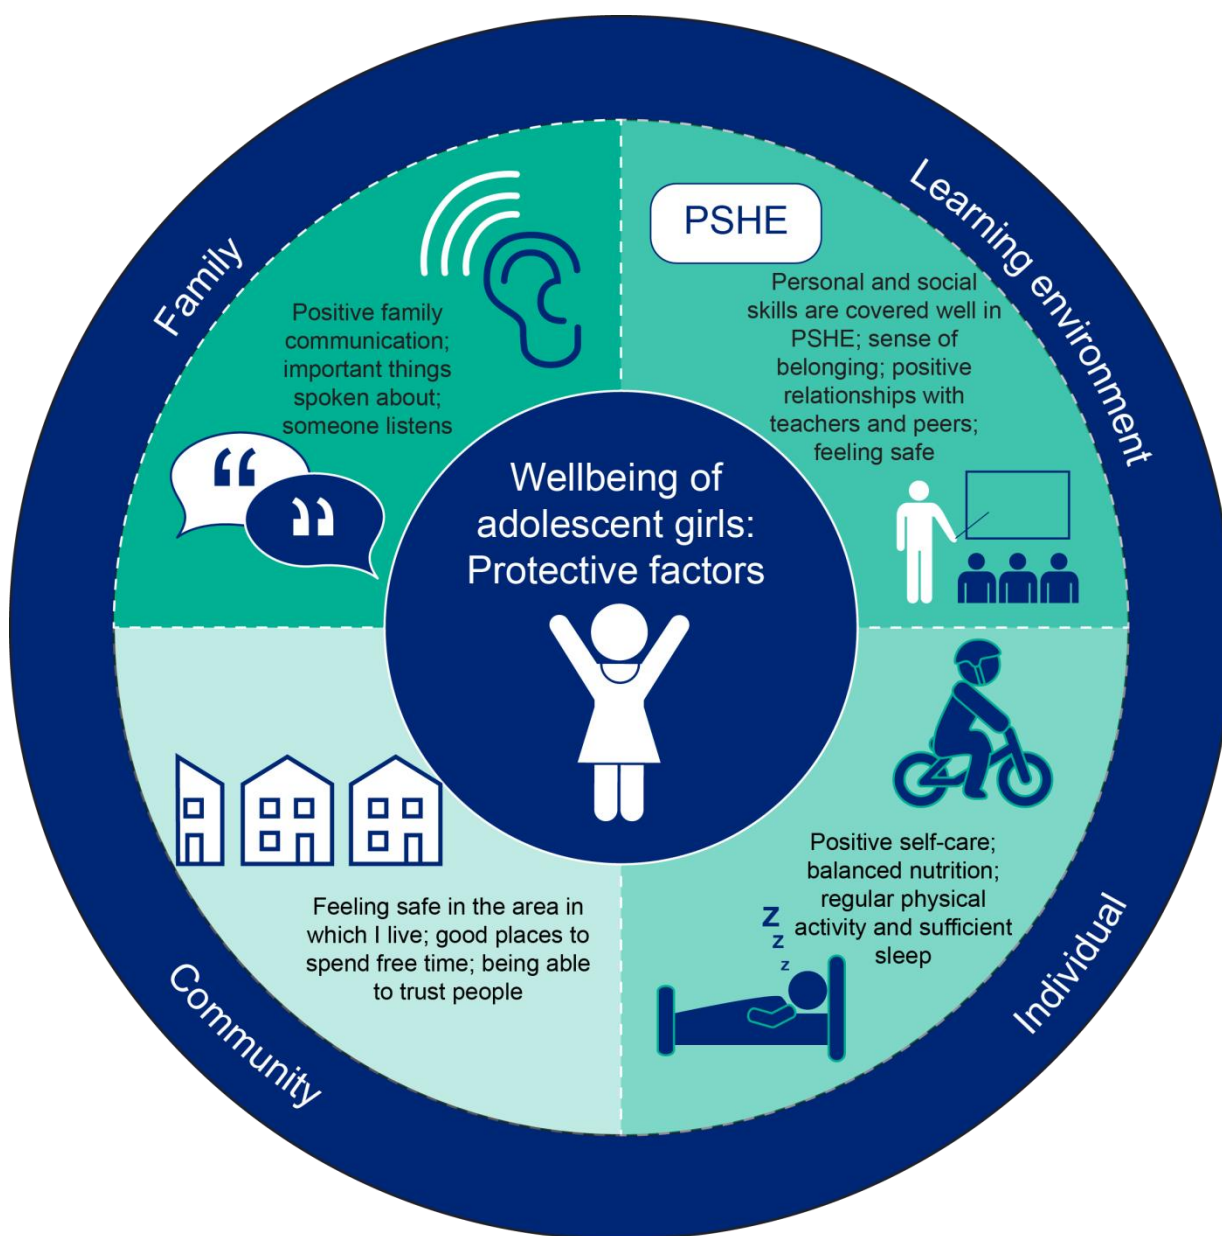 Wellbeing of
adolescent girls:
Protective factors
Family
Positive family
communication;
important things
spoken about;
someone listens
Learning environment
PSHE
Personal and social
skills are covered well in
PSHE; sense of
belonging; positive
relationships with
teachers and peers;
feeling safe
Individual
Positive self-care;
balanced nutrition;
regular physical
activity and sufficient
sleep
z
z
z
Community
Feeling safe in the area in
which I live; good places to
spend free time; being able
to trust people